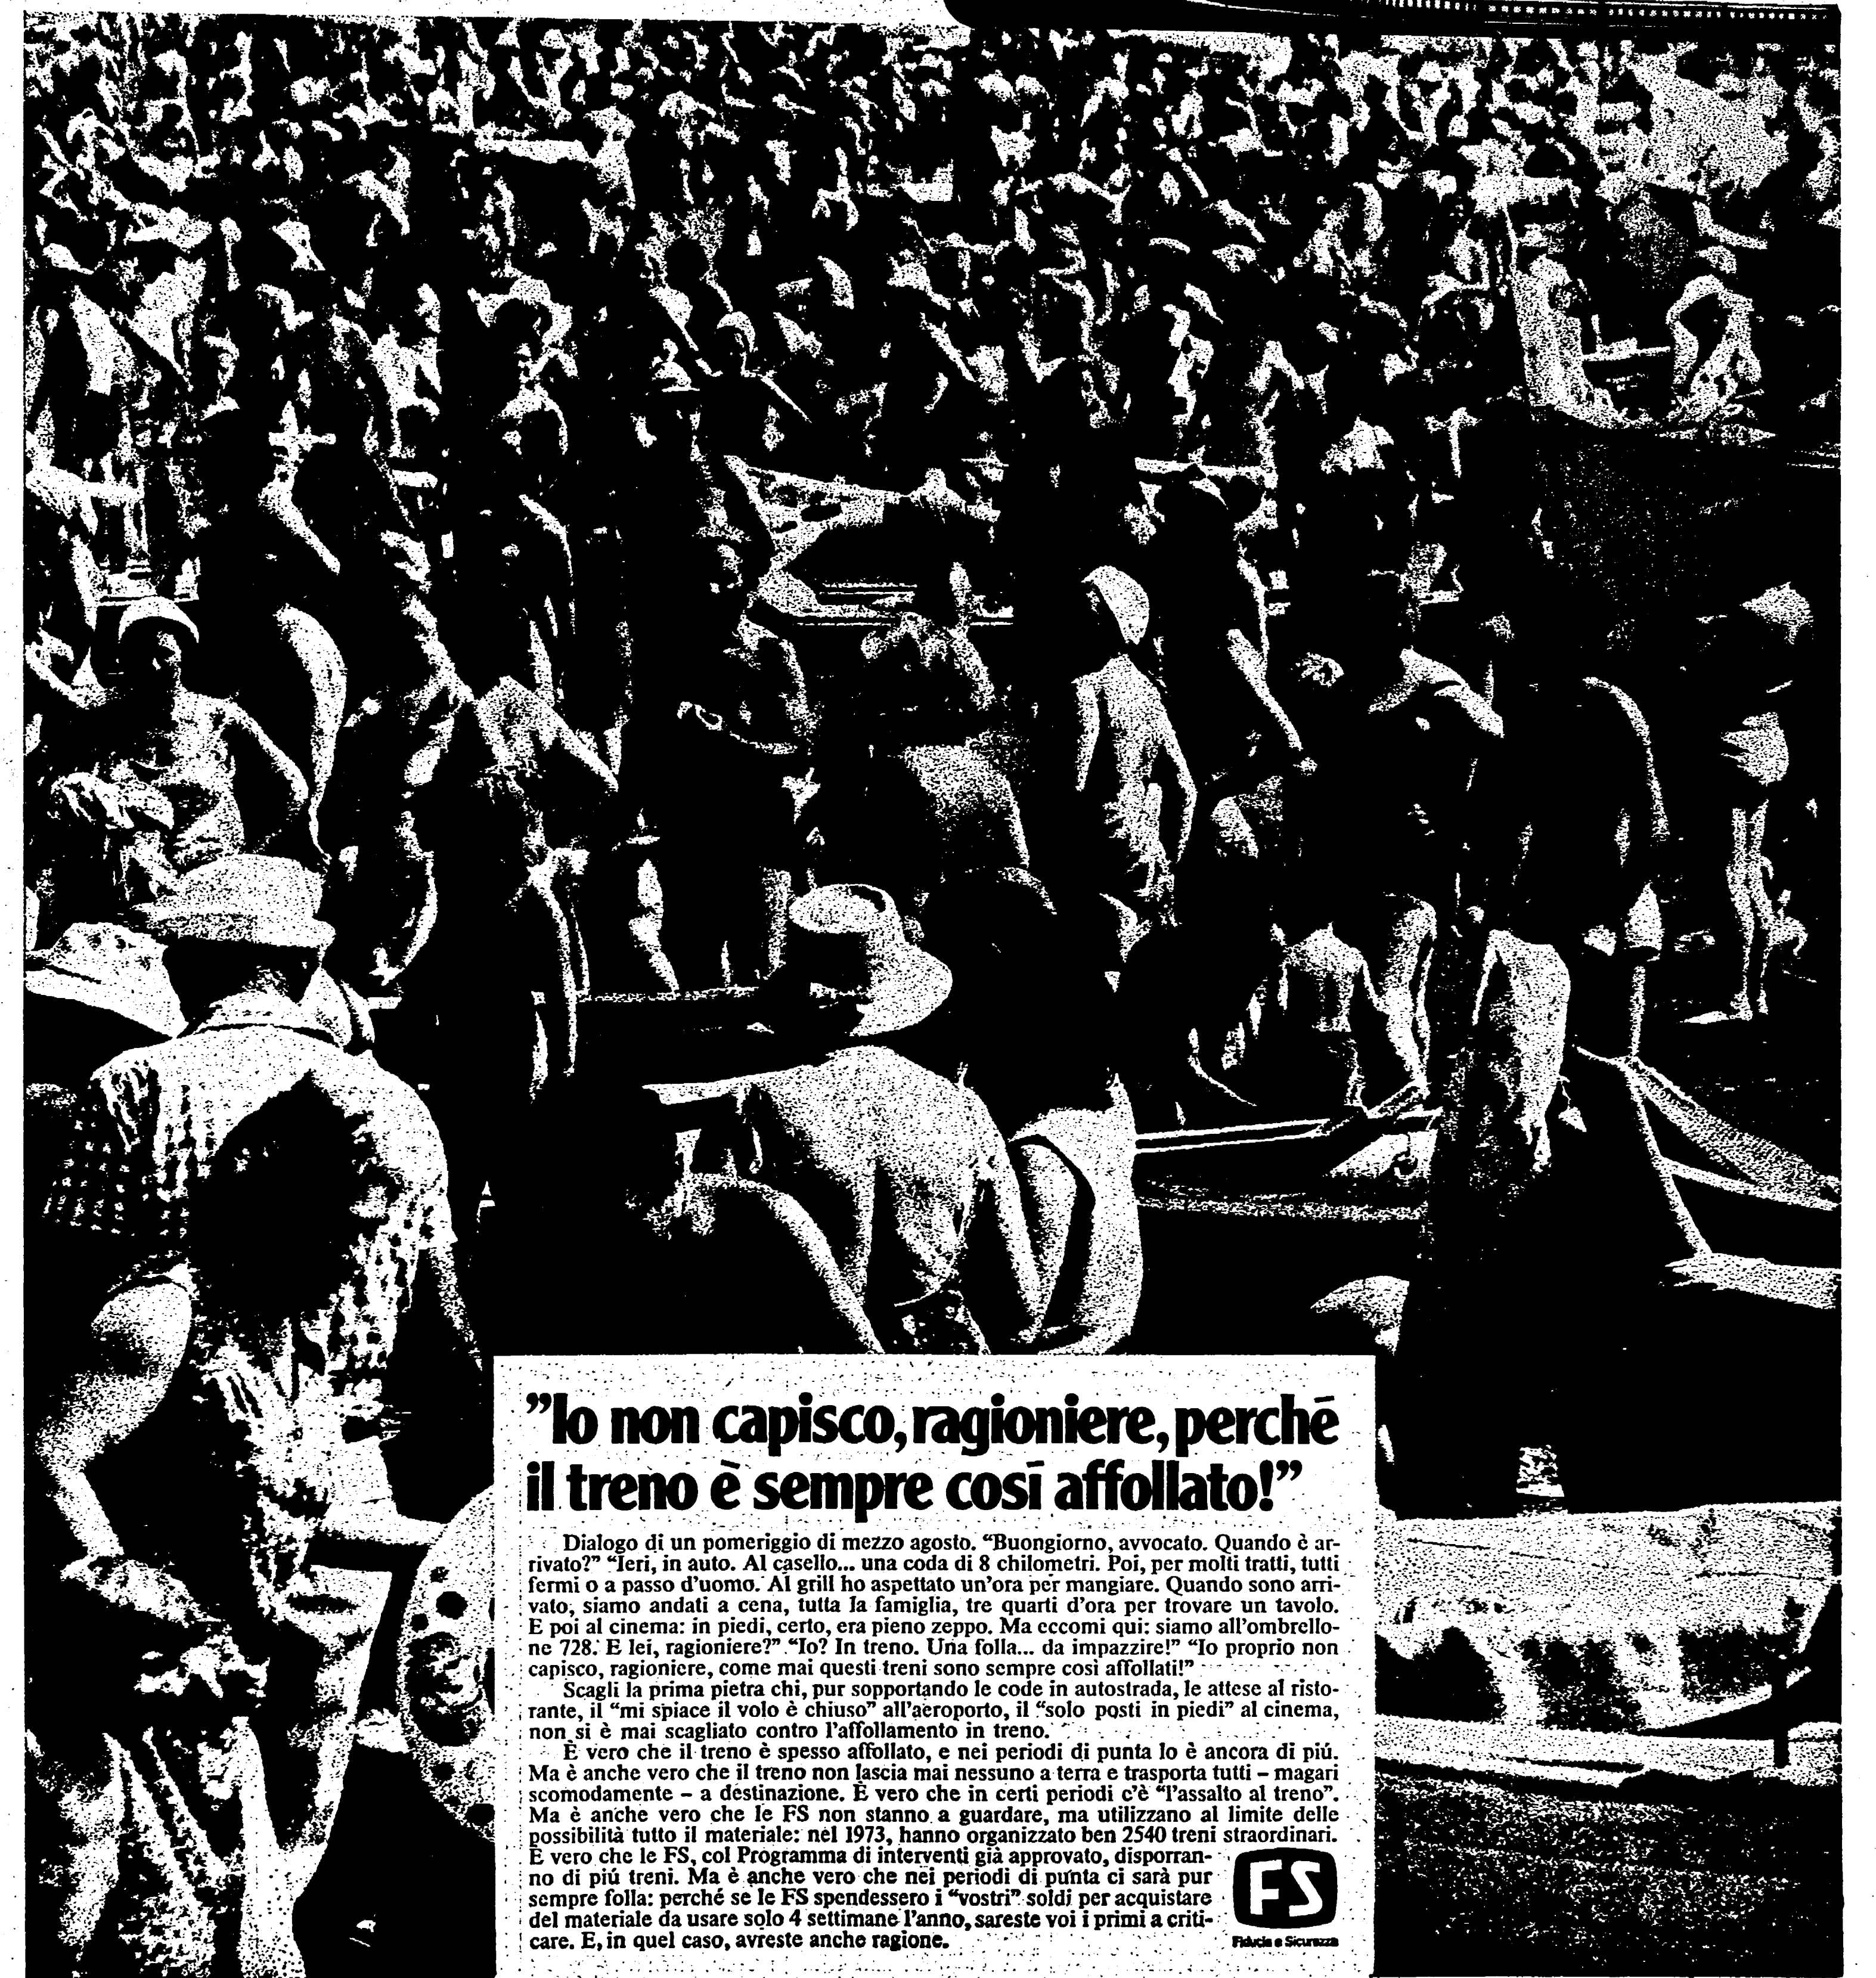 ”Io non capisco, ragioniere, perché
il treno è sempre così affollato!”
Dialogo di un pomeriggio di mezzo agosto. “Buongiorno, avvocato. Quando è ar-
rivato?” “Ieri, in auto. Al casello... una coda di 8 chilometri. Poi, per molti tratti, tutti
fermi o a passo d’uomo. Al grill ho aspettato un’ora per mangiare. Quando sono arri-
vato, siamo andati a cena, tutta la famiglia, tre quarti d’ora per trovare un tavolo.
E poi al cinema: in piedi, certo, era pieno zeppo. Ma eccomi qui: siamo all’ombrello-
ne 728. E lei, ragioniere?” “Io? In treno. Una folla... da impazzire!” “Io proprio non
capisco, ragioniere, come mai questi treni sono sempre così affollati!”
Scagli la prima pietra chi, pur sopportando le code in autostrada, le attese al risto-
rante, il “mi spiace il volo è chiuso” all’aeroporto, il “solo posti in piedi” al cinema,
non si è mai scagliato contro l’affollamento in treno.
È vero che il treno è spesso affollato, e nei periodi di punta lo è ancora di piú.
Ma è anche vero che il treno non lascia mai nessuno a terra e trasporta tutti – magari
scomodamente – a destinazione. È vero che in certi periodi c’è “l’assalto al treno”.
Ma è anche vero che le FS non stanno a guardare, ma utilizzano al limite delle
possibilità tutto il materiale: nel 1973, hanno organizzato ben 2540 treni straordinari.
È vero che le FS, col Programma di interventi già approvato, disporran-
no di piú treni. Ma è anche vero che nei periodi di punta ci sarà pur
sempre folla: perché se le FS spendessero i “vostri” soldi per acquistare
del materiale da usare solo 4 settimane l’anno, sareste voi i primi a criti-
care. E, in quel caso, avreste anche ragione.
FS
Fiducia e Sicurezza